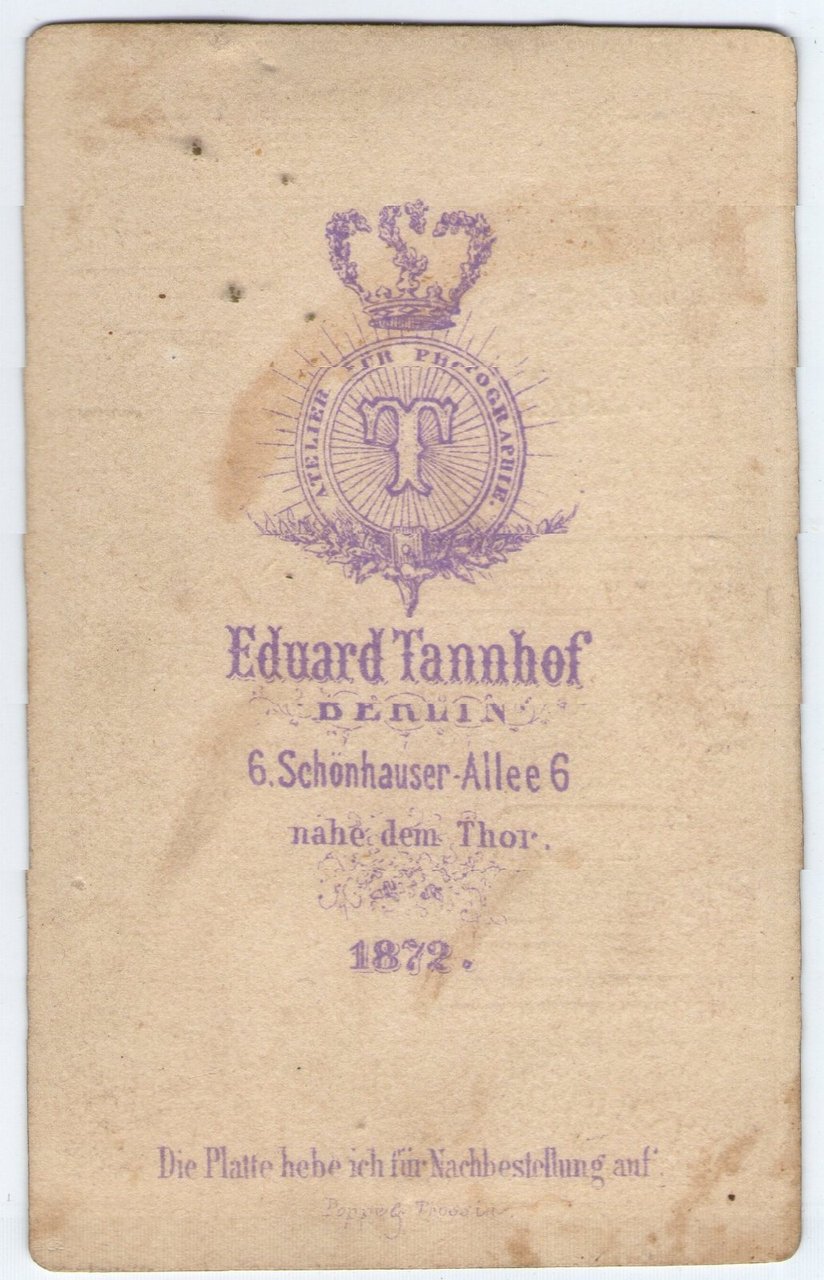 ATELIER FÜR PHOTOGRAPHIE.
T
Eduard Tannhof
BERLIN
6. Schönhauser-Allee 6
nahe dem Thor.
1872.
Die Platte hebe ich für Nachbestellung auf.